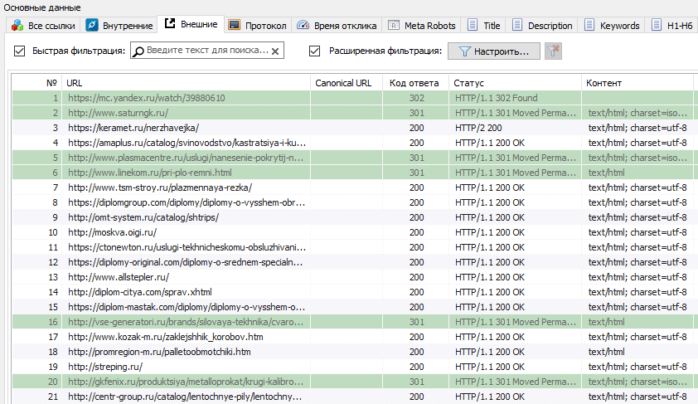 Основные данные
Все ссылки Внутренние Внешние Протокол Время отклика Meta Robots Title Description Keywords H1-H6
Быстрая фильтрация: Введите текст для поиска... Расширенная фильтрация: Настроить...
№ URL Canonical URL Код ответа Статус Контент
1 https://mc.yandex.ru/watch/39880610 302 HTTP/1.1 302 Found
2 http://www.saturngk.ru/ 301 HTTP/1.1 301 Moved Perma... text/html; charset=iso...
3 https://keramet.ru/nerzhavejka/ 200 HTTP/2 200 text/html; charset=utf-8
4 https://amaplus.ru/catalog/svinovodstvo/kastratsiya-i-ku... 200 HTTP/1.1 200 OK text/html; charset=utf-8
5 http://www.plasmacentre.ru/uslugi/nanesenie-pokrytij-n... 301 HTTP/1.1 301 Moved Perma... text/html; charset=iso...
6 http://www.linekom.ru/pri-plo-remni.html 301 HTTP/1.1 301 Moved Perma... text/html
7 http://www.tsm-stroy.ru/plazmennaya-rezka/ 200 HTTP/1.1 200 OK text/html; charset=utf-8
8 https://diplomgroup.com/diplomy/diplomy-o-vysshem-obr... 200 HTTP/1.1 200 OK text/html; charset=utf-8
9 http://omt-system.ru/catalog/shtrips/ 200 HTTP/1.1 200 OK text/html; charset=utf-8
10 http://moskva.oigi.ru/ 200 HTTP/1.1 200 OK text/html; charset=utf-8
11 https://ctonewton.ru/uslugi-tekhnicheskomu-obsluzhivani... 200 HTTP/1.1 200 OK text/html; charset=utf-8
12 https://diplomy-original.com/diplomy-o-srednem-specialn... 200 HTTP/1.1 200 OK text/html; charset=utf-8
13 http://www.allstepler.ru/ 200 HTTP/1.1 200 OK text/html; charset=utf-8
14 http://diplom-citya.com/sprav.xhtml 200 HTTP/1.1 200 OK text/html; charset=utf-8
15 https://diplom-mastak.com/diplomy/diplomy-o-vysshem-o... 200 HTTP/1.1 200 OK text/html; charset=utf-8
16 http://vse-generatori.ru/brands/silovaya-tekhnika/cvaro... 301 HTTP/1.1 301 Moved Perma... text/html
17 http://www.kozak-m.ru/zaklejshhik_korobov.htm 200 HTTP/1.1 200 OK text/html; charset=utf-8
18 http://promregion-m.ru/palletoobmotchiki.htm 200 HTTP/1.1 200 OK text/html
19 http://streping.ru/ 200 HTTP/1.1 200 OK text/html; charset=utf-8
20 http://gkfenix.ru/produktsiya/metalloprokat/krugi-kalibro... 301 HTTP/1.1 301 Moved Perma... text/html; charset=iso...
21 http://centr-group.ru/catalog/lentochnye-pily/lentochny... 200 HTTP/1.1 200 OK text/html; charset=utf-8